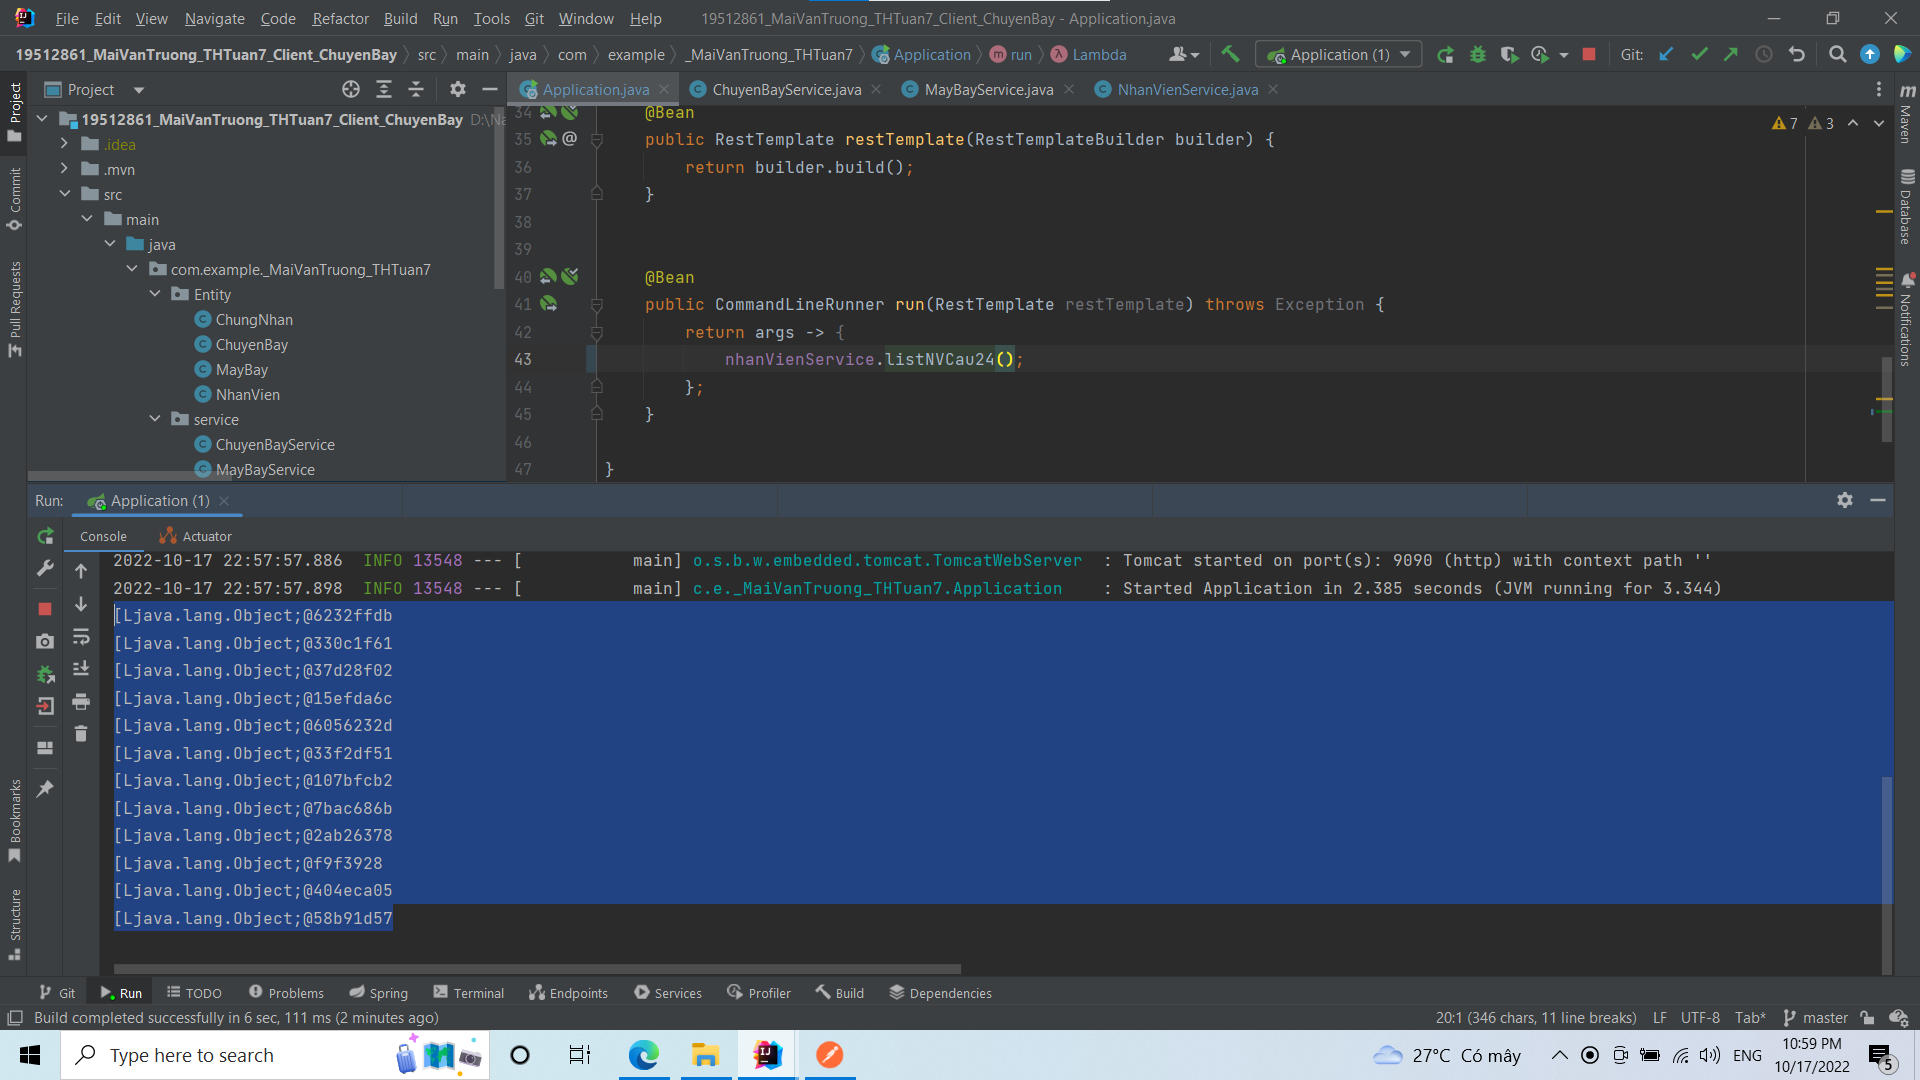 File Edit View Navigate Code Refactor Build Run Tools Git Window Help 19512861_MaiVanTruong_THTuan7_Client_ChuyenBay - Application.java
19512861_MaiVanTruong_THTuan7_Client_ChuyenBay src main java com example _MaiVanTruong_THTuan7 Application run Lambda Application (1) Git:
Project
Application.java ChuyenBayService.java MayBayService.java NhanVienService.java
19512861_MaiVanTruong_THTuan7_Client_ChuyenBay
.idea
.mvn
src
main
java
com.example._MaiVanTruong_THTuan7
Entity
ChungNhan
ChuyenBay
MayBay
NhanVien
service
ChuyenBayService
MayBayService
7 3
34 @Bean
35 public RestTemplate restTemplate(RestTemplateBuilder builder) {
36 return builder.build();
37 }
38
39
40 @Bean
41 public CommandLineRunner run(RestTemplate restTemplate) throws Exception {
42 return args -> {
43 nhanVienService.listNVCau24();
44 };
45 }
46
47 }
Project
Commit
Pull Requests
Bookmarks
Structure
Maven
Database
Notifications
Run: Application (1)
Console Actuator
2022-10-17 22:57:57.886 INFO 13548 --- [ main] o.s.b.w.embedded.tomcat.TomcatWebServer : Tomcat started on port(s): 9090 (http) with context path ''
2022-10-17 22:57:57.898 INFO 13548 --- [ main] c.e._MaiVanTruong_THTuan7.Application : Started Application in 2.385 seconds (JVM running for 3.344)
[Ljava.lang.Object;@6232ffdb
[Ljava.lang.Object;@330c1f61
[Ljava.lang.Object;@37d28f02
[Ljava.lang.Object;@15efda6c
[Ljava.lang.Object;@6056232d
[Ljava.lang.Object;@33f2df51
[Ljava.lang.Object;@107bfcb2
[Ljava.lang.Object;@7bac686b
[Ljava.lang.Object;@2ab26378
[Ljava.lang.Object;@f9f3928
[Ljava.lang.Object;@404eca05
[Ljava.lang.Object;@58b91d57
Git Run TODO Problems Spring Terminal Endpoints Services Profiler Build Dependencies
Build completed successfully in 6 sec, 111 ms (2 minutes ago) 20:1 (346 chars, 11 line breaks) LF UTF-8 Tab* master
Type here to search 27°C Có mây ENG 10:59 PM
10/17/2022 5